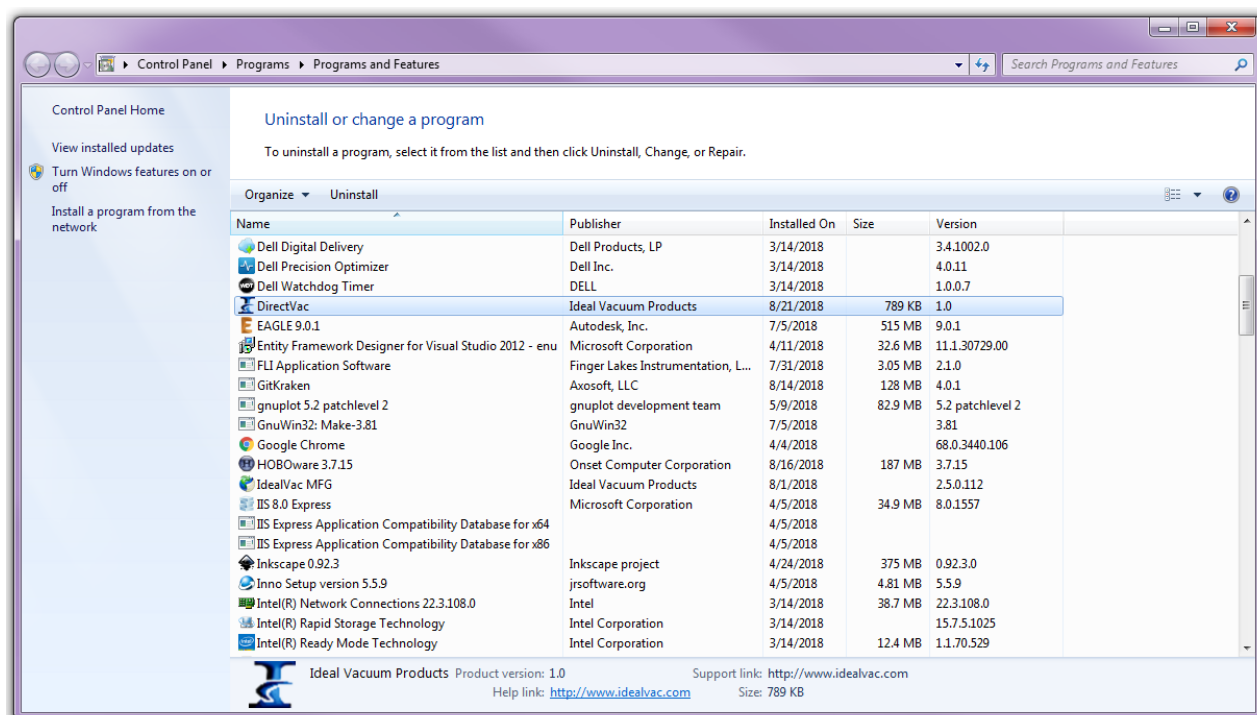 Control Panel ▸ Programs ▸ Programs and Features
Search Programs and Features
Control Panel Home
View installed updates
Turn Windows features on or
off
Install a program from the
network
Uninstall or change a program
To uninstall a program, select it from the list and then click Uninstall, Change, or Repair.
Organize Uninstall
Name Publisher Installed On Size Version
Dell Digital Delivery Dell Products, LP 3/14/2018 3.4.1002.0
Dell Precision Optimizer Dell Inc. 3/14/2018 4.0.11
Dell Watchdog Timer DELL 3/14/2018 1.0.0.7
DirectVac Ideal Vacuum Products 8/21/2018 789 KB 1.0
EAGLE 9.0.1 Autodesk, Inc. 7/5/2018 515 MB 9.0.1
Entity Framework Designer for Visual Studio 2012 - enu Microsoft Corporation 4/11/2018 32.6 MB 11.1.30729.00
FLI Application Software Finger Lakes Instrumentation, L... 7/31/2018 3.05 MB 2.1.0
GitKraken Axosoft, LLC 8/14/2018 128 MB 4.0.1
gnuplot 5.2 patchlevel 2 gnuplot development team 5/9/2018 82.9 MB 5.2 patchlevel 2
GnuWin32: Make-3.81 GnuWin32 7/5/2018 3.81
Google Chrome Google Inc. 4/4/2018 68.0.3440.106
HOBOware 3.7.15 Onset Computer Corporation 8/16/2018 187 MB 3.7.15
IdealVac MFG Ideal Vacuum Products 8/1/2018 2.5.0.112
IIS 8.0 Express Microsoft Corporation 4/5/2018 34.9 MB 8.0.1557
IIS Express Application Compatibility Database for x64 4/5/2018
IIS Express Application Compatibility Database for x86 4/5/2018
Inkscape 0.92.3 Inkscape project 4/24/2018 375 MB 0.92.3.0
Inno Setup version 5.5.9 jrsoftware.org 4/5/2018 4.81 MB 5.5.9
Intel(R) Network Connections 22.3.108.0 Intel 3/14/2018 38.7 MB 22.3.108.0
Intel(R) Rapid Storage Technology Intel Corporation 3/14/2018 15.7.5.1025
Intel(R) Ready Mode Technology Intel Corporation 3/14/2018 12.4 MB 1.1.70.529
Ideal Vacuum Products Product version: 1.0 Support link: http://www.idealvac.com
Help link: http://www.idealvac.com Size: 789 KB